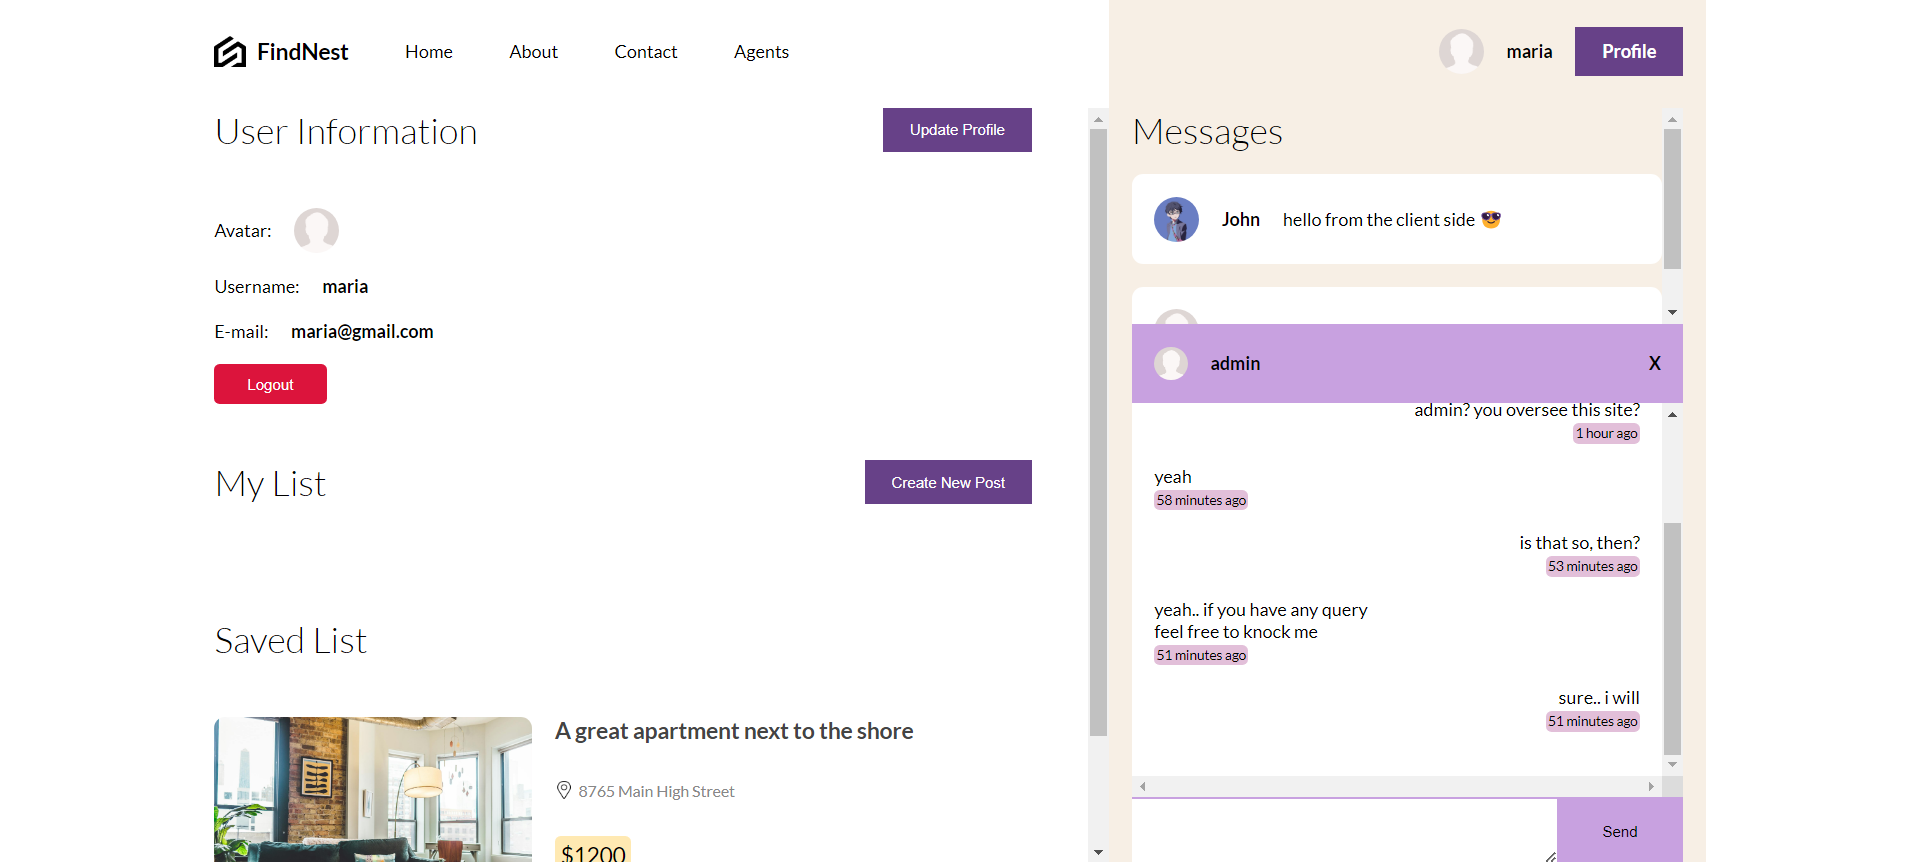 FindNest
Home
About
Contact
Agents
maria
Profile
User Information
Update Profile
Avatar:
Username: maria
E-mail: maria@gmail.com
Logout
My List
Create New Post
Saved List
A great apartment next to the shore
8765 Main High Street
$1200
Messages
John hello from the client side 😎
admin
X
admin? you oversee this site?
1 hour ago
yeah
58 minutes ago
is that so, then?
53 minutes ago
yeah.. if you have any query
feel free to knock me
51 minutes ago
sure.. i will
51 minutes ago
Send